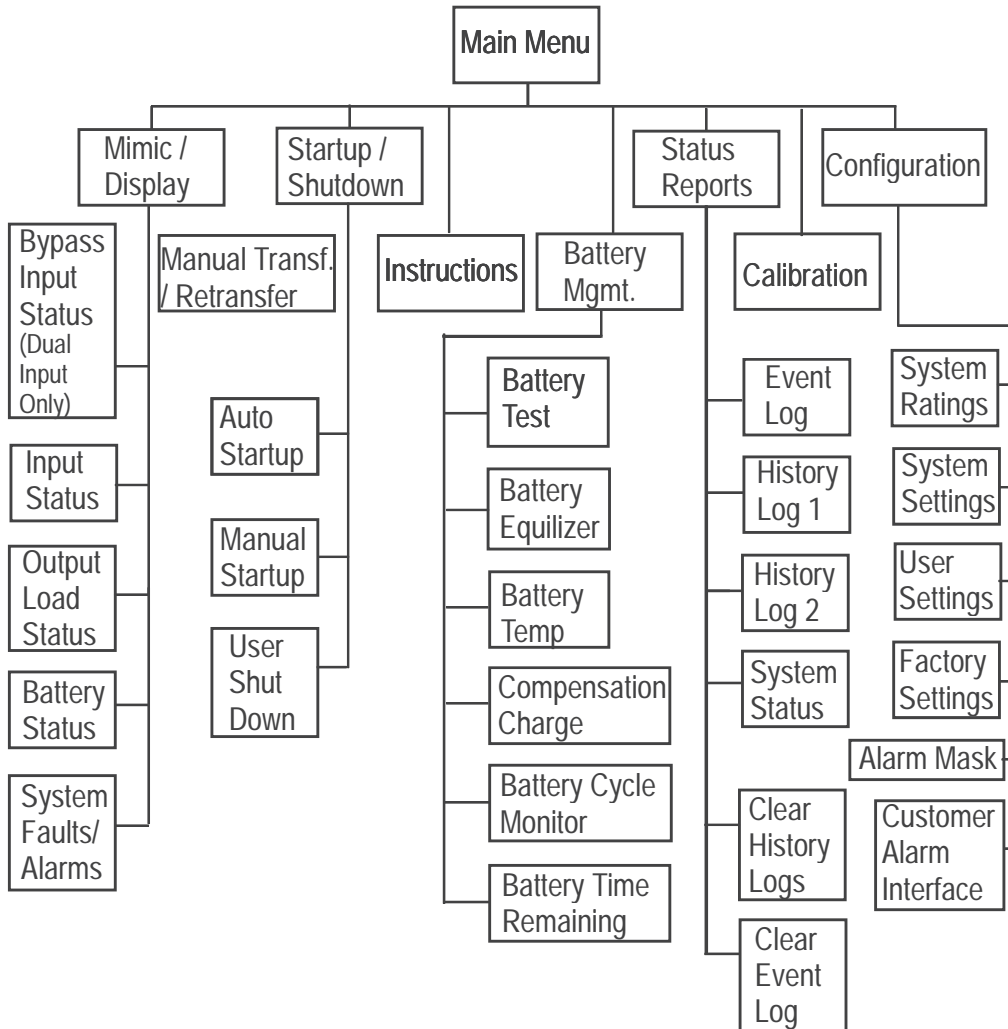 Main Menu
Mimic /
Display
Startup /
Shutdown
Status
Reports
Configuration
Manual Transf.
/ Retransfer
Instructions
Battery
Mgmt.
Calibration
Bypass
Input
Status
(Dual
Input
Only)
Input
Status
Output
Load
Status
Battery
Status
System
Faults/
Alarms
Auto
Startup
Manual
Startup
User
Shut
Down
Battery
Test
Battery
Equilizer
Battery
Temp
Compensation
Charge
Battery Cycle
Monitor
Battery Time
Remaining
Event
Log
History
Log 1
History
Log 2
System
Status
Clear
History
Logs
Clear
Event
Log
System
Ratings
System
Settings
User
Settings
Factory
Settings
Alarm Mask
Customer
Alarm
Interface